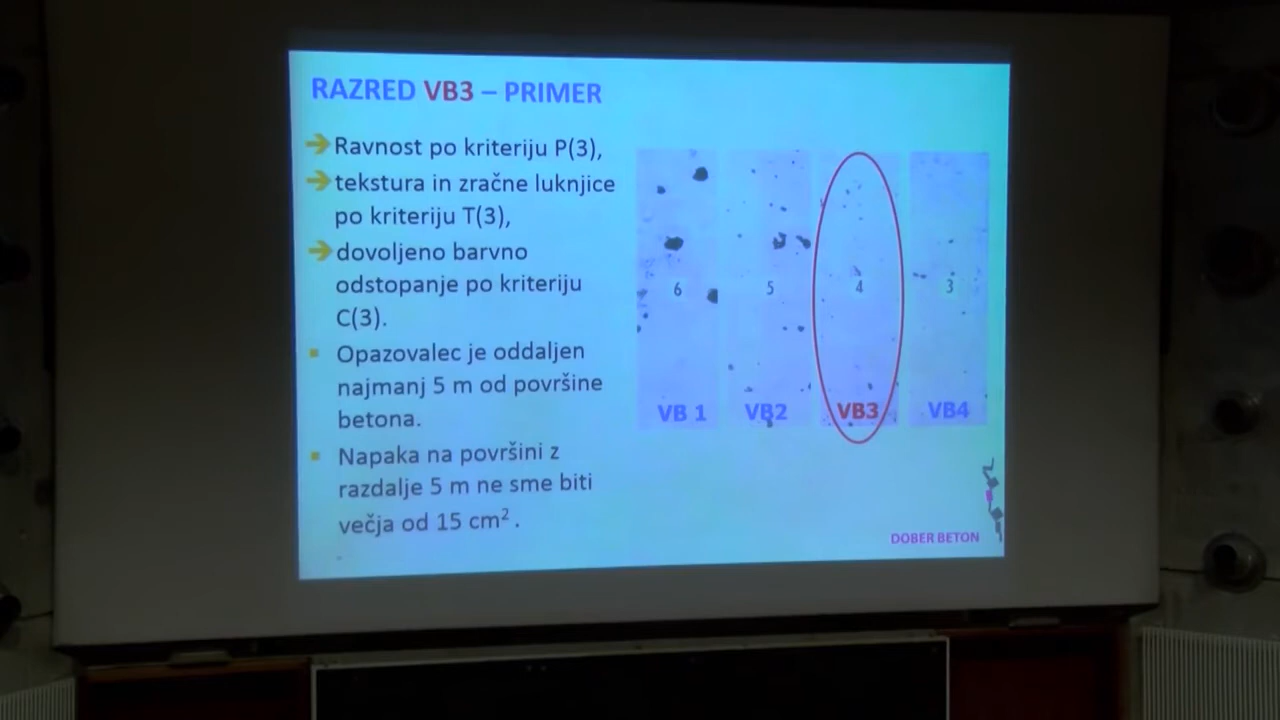 RAZRED VB3 – PRIMER
Ravnost po kriteriju P(3),
tekstura in zračne luknjice
po kriteriju T(3),
dovoljeno barvno
odstopanje po kriteriju
C(3).
Opazovalec je oddaljen
najmanj 5 m od površine
betona.
Napaka na površini z
razdalje 5 m ne sme biti
večja od 15 cm².
6 5 4 3
VB 1 VB2 VB3 VB4
DOBER BETON